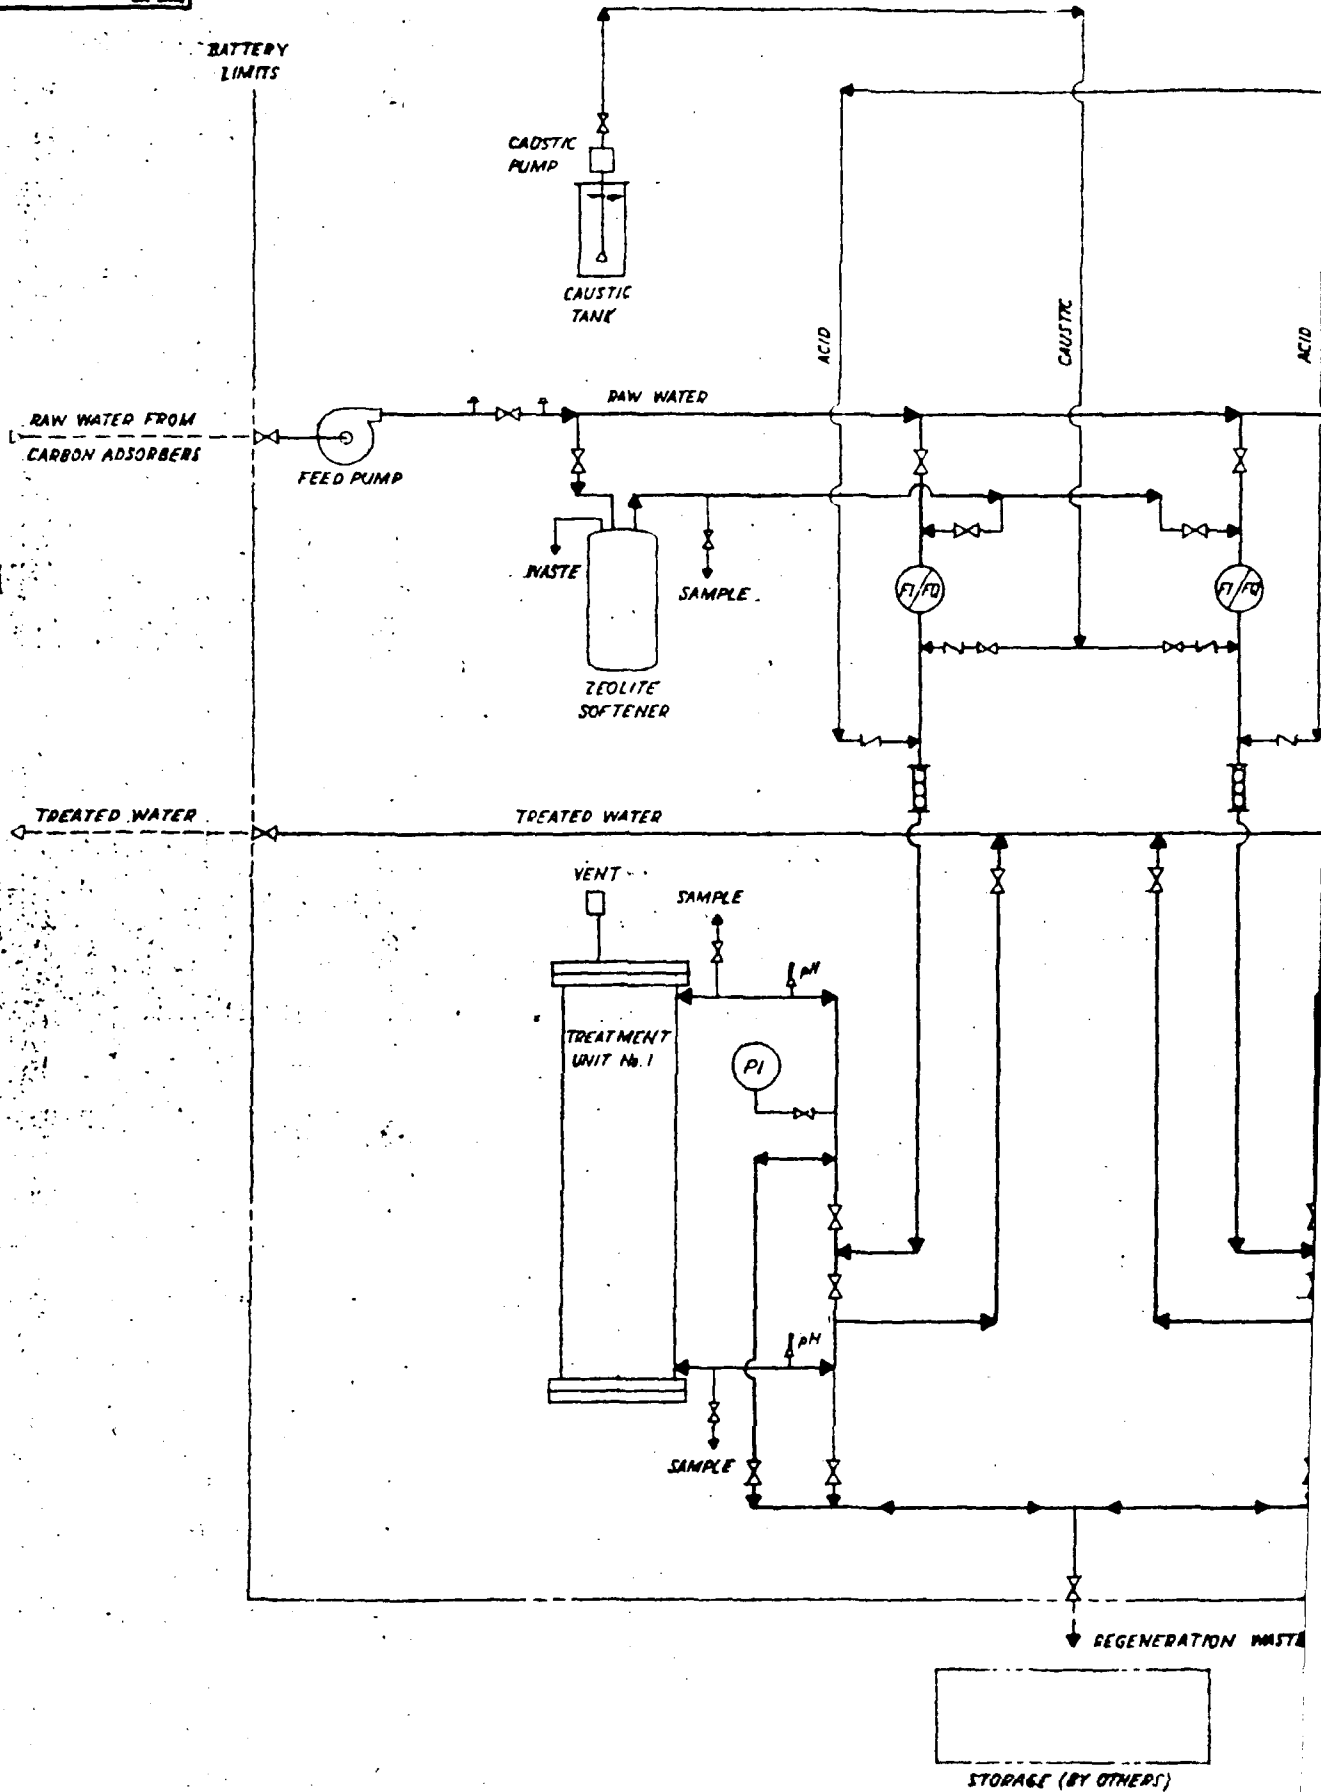 BATTERY
LIMITS
CAUSTIC
PUMP
CAUSTIC
TANK
ACID
CAUSTIC
ACID
RAW WATER
RAW WATER FROM
CARBON ADSORBERS
FEED PUMP
WASTE
SAMPLE
FI/FQ
FI/FQ
ZEOLITE
SOFTENER
TREATED WATER
TREATED WATER
VENT
SAMPLE
pH
TREATMENT
UNIT No. 1
PI
pH
SAMPLE
REGENERATION WASTE
STORAGE (BY OTHERS)